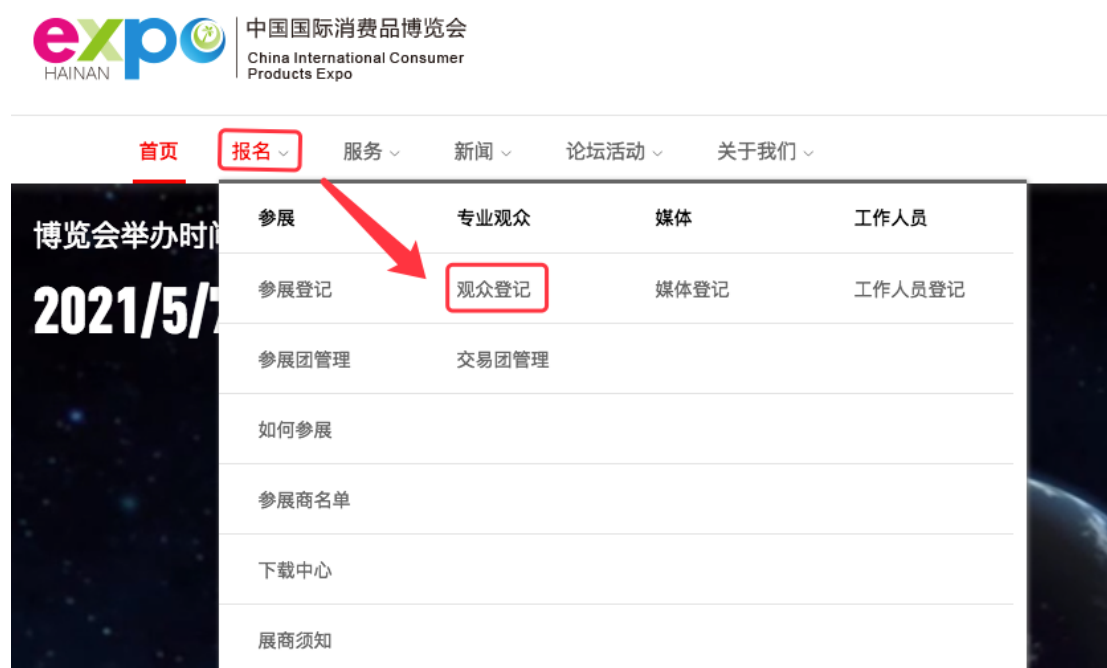 expo
HAINAN
中国国际消费品博览会
China International Consumer
Products Expo
首页 报名 服务 新闻 论坛活动 关于我们
博览会举办时间
2021/5/7
参展 专业观众 媒体 工作人员
参展登记 观众登记 媒体登记 工作人员登记
参展团管理 交易团管理
如何参展
参展商名单
下载中心
展商须知